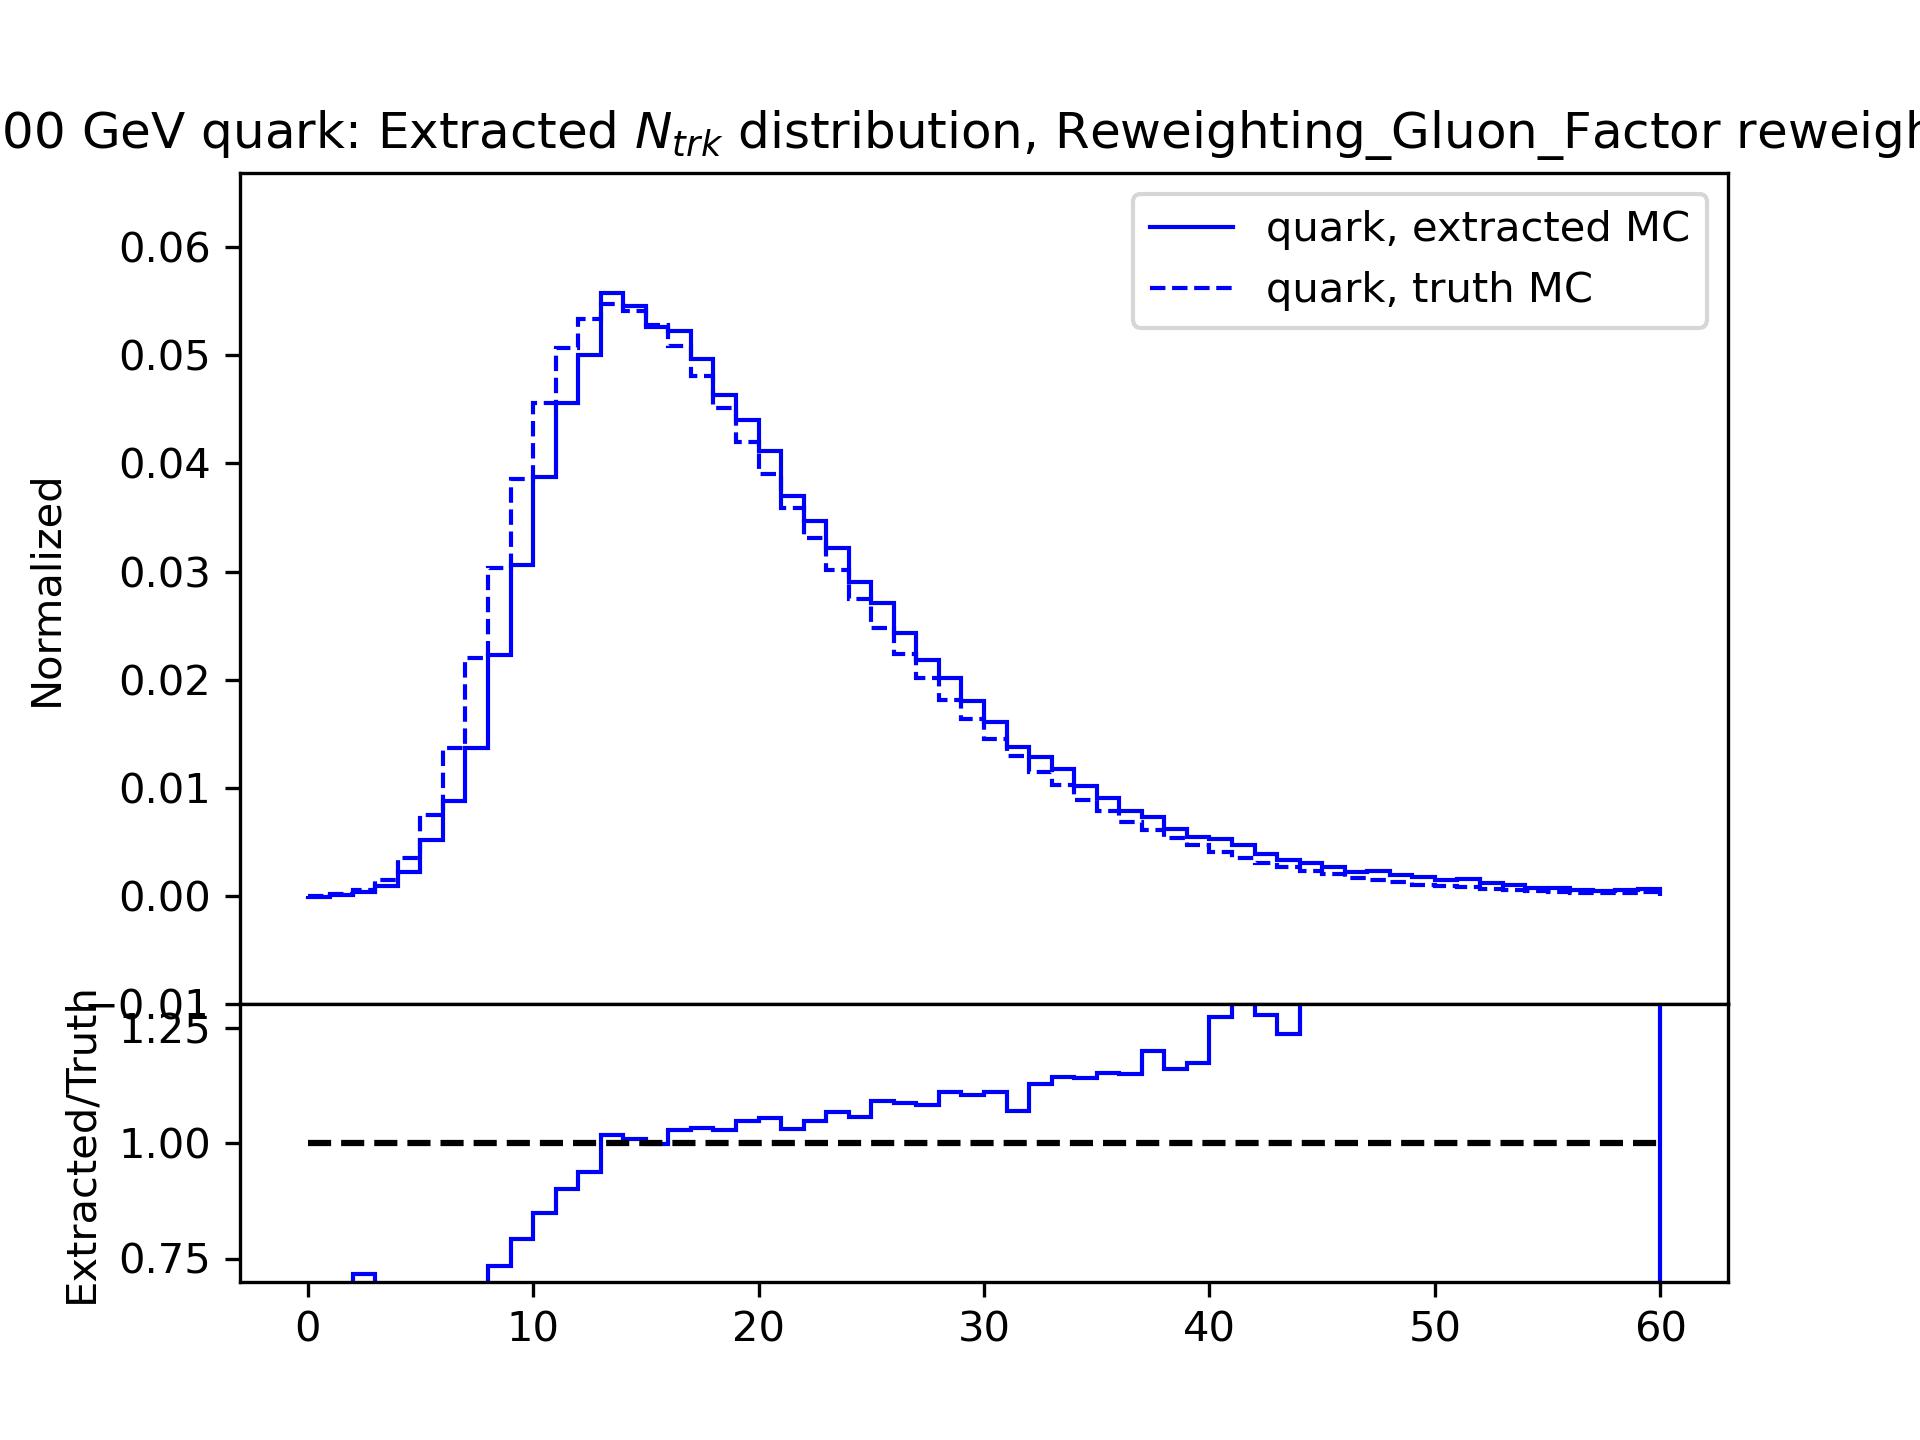 00 GeV quark: Extracted N_trk distribution, Reweighting_Gluon_Factor reweigh
quark, extracted MC
quark, truth MC
Normalized
0.06
0.05
0.04
0.03
0.02
0.01
0.00
−0.01
Extracted/Truth
1.25
1.00
0.75
0 10 20 30 40 50 60